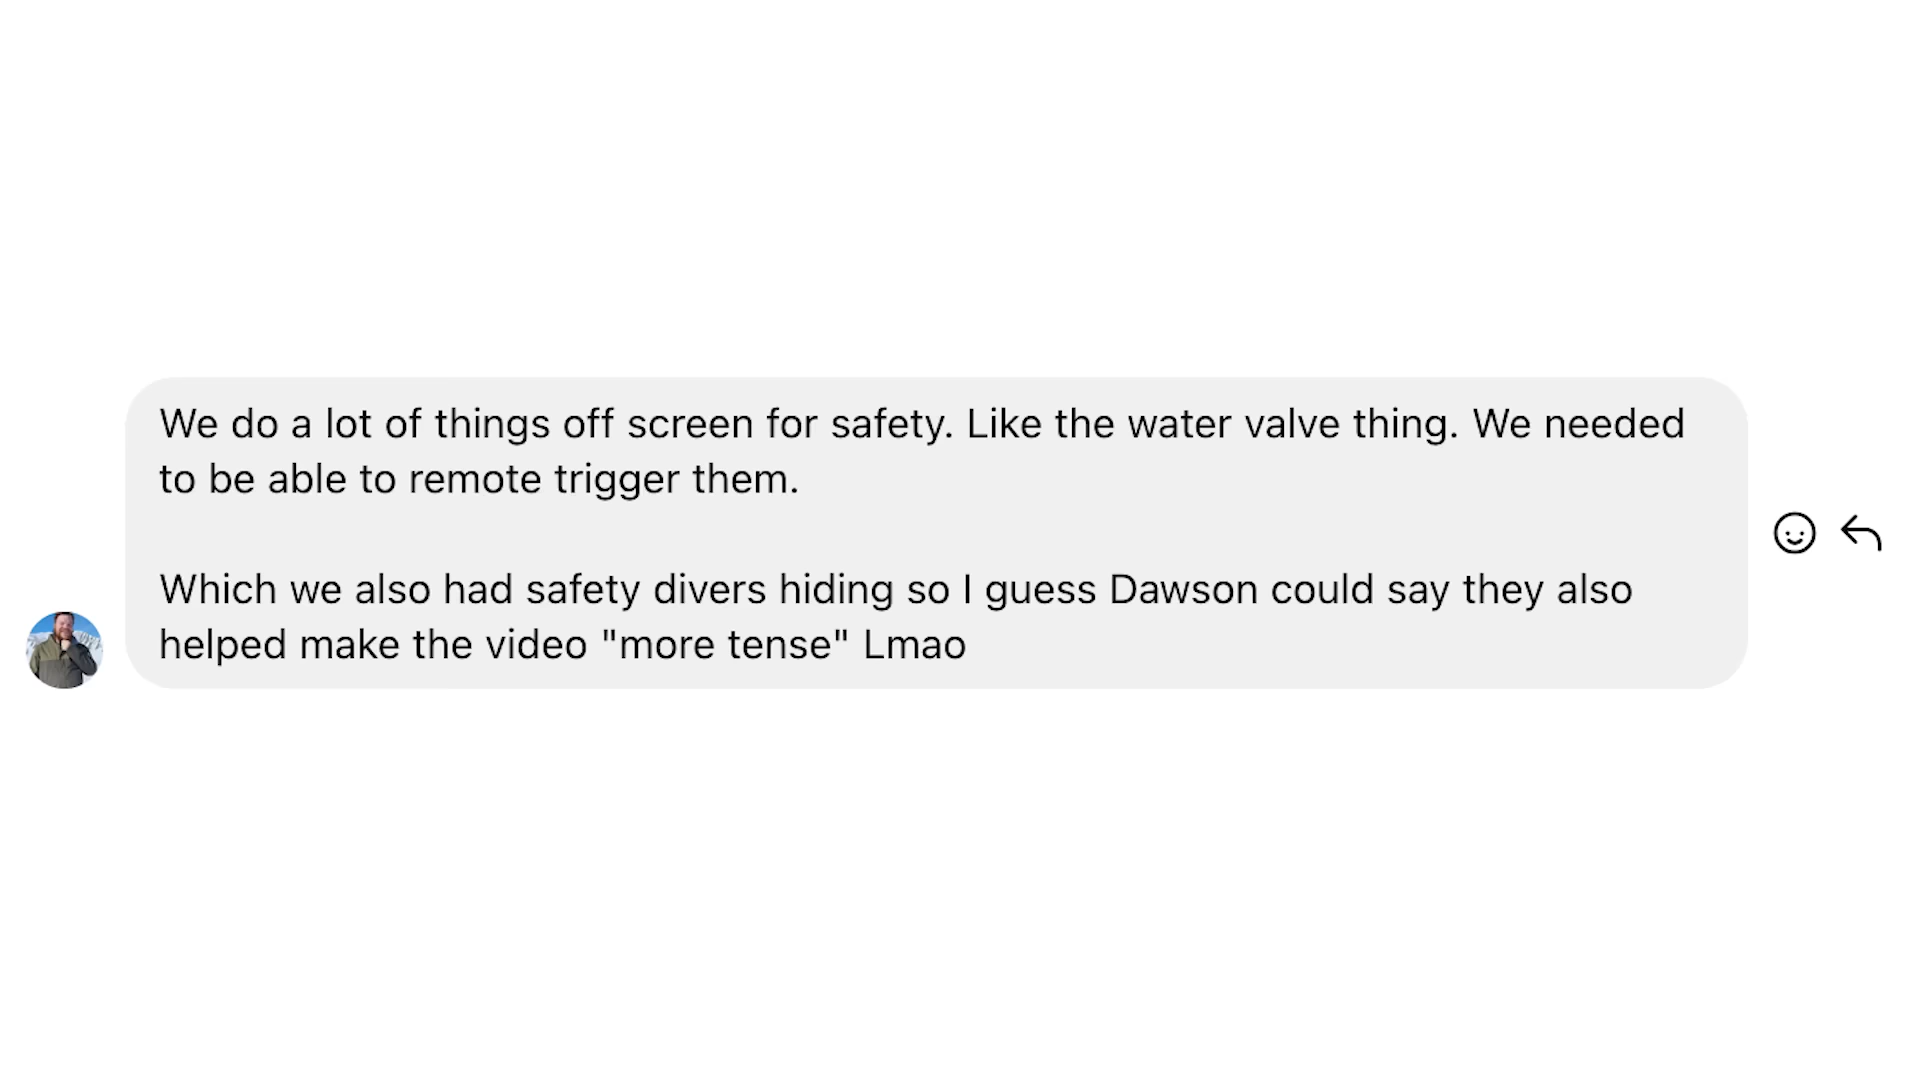 We do a lot of things off screen for safety. Like the water valve thing. We needed
to be able to remote trigger them.
Which we also had safety divers hiding so I guess Dawson could say they also
helped make the video "more tense" Lmao